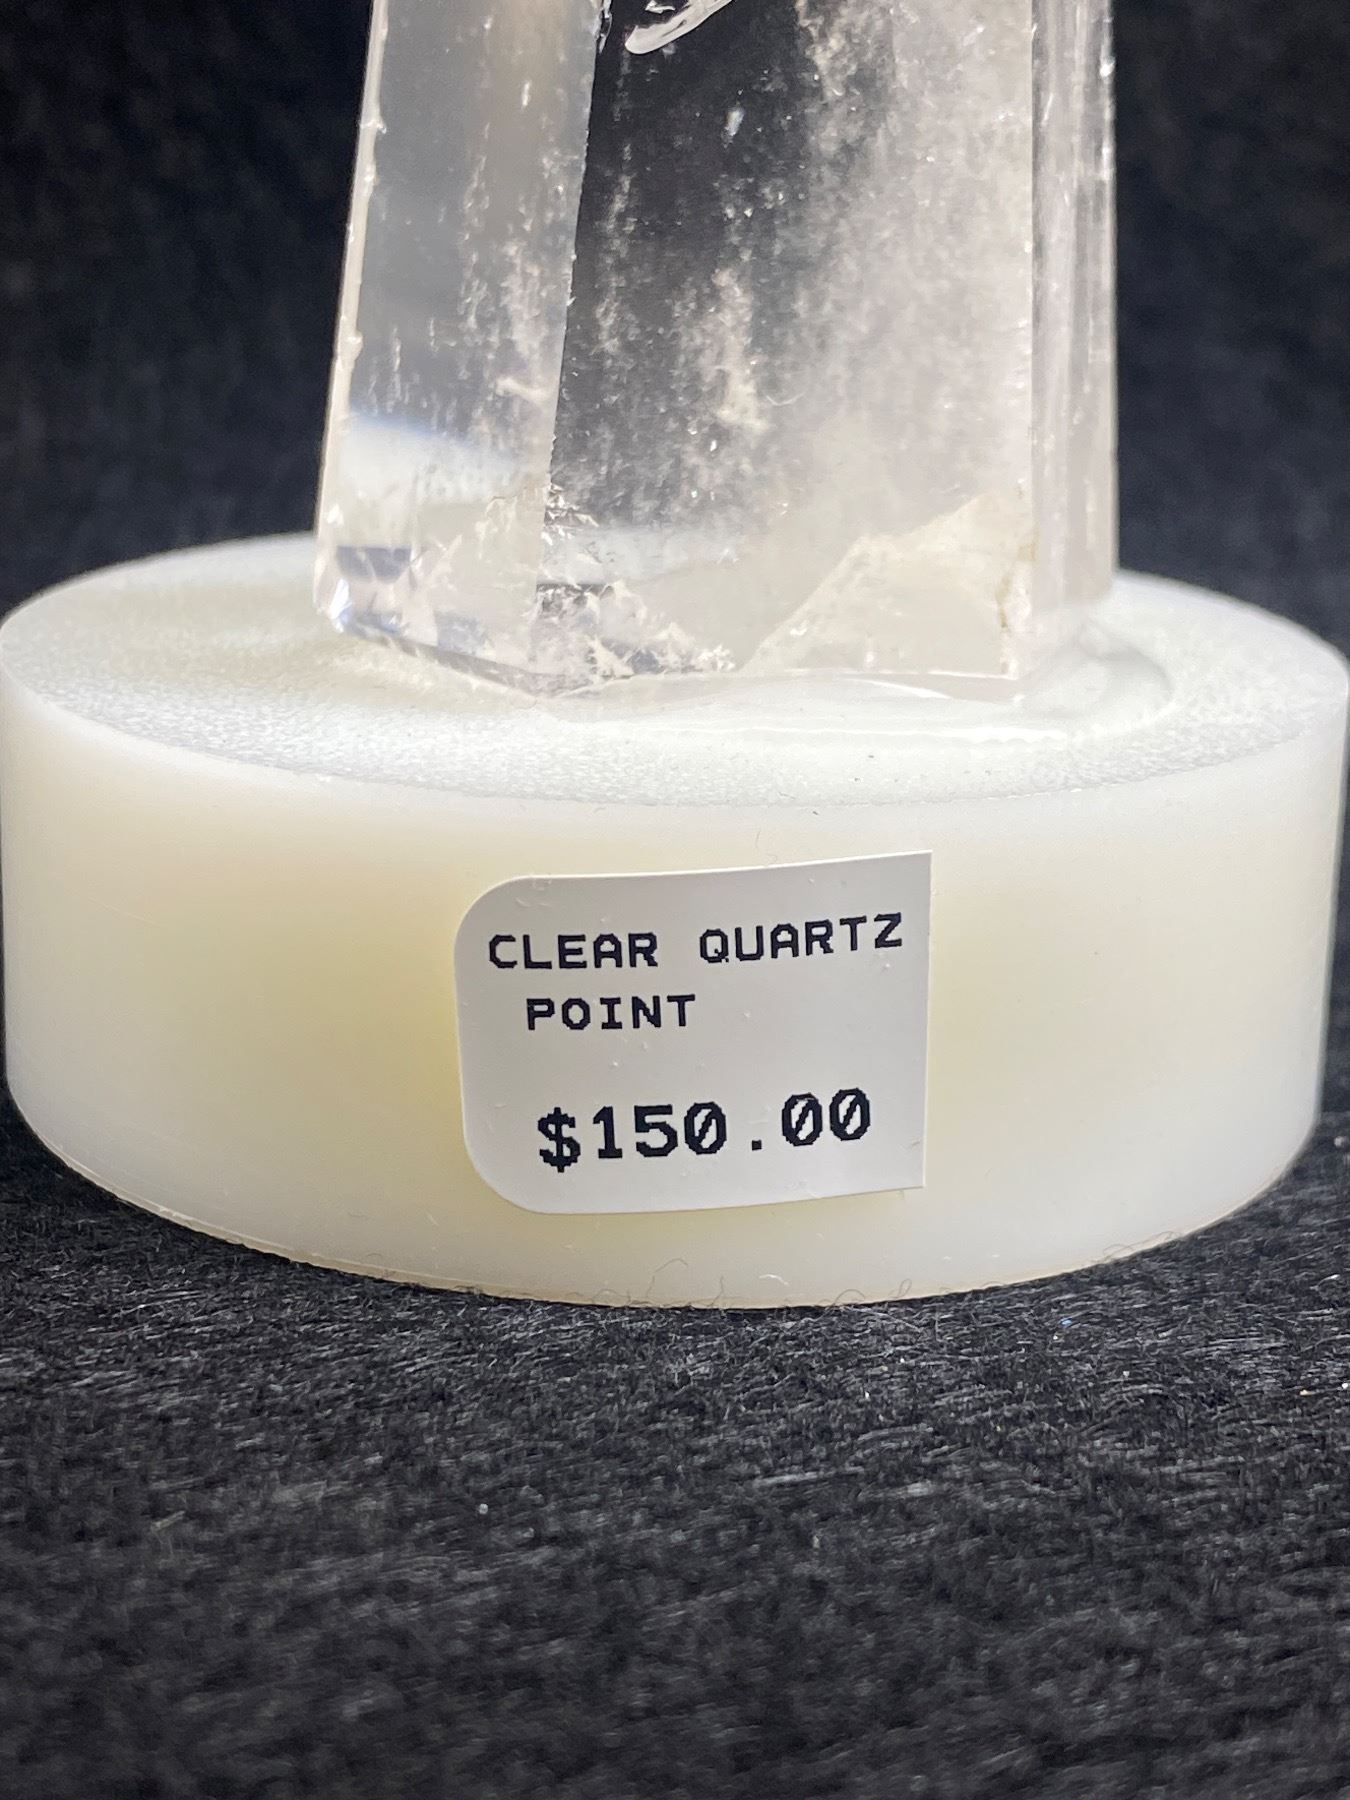 CLEAR QUARTZ
POINT
$150.00